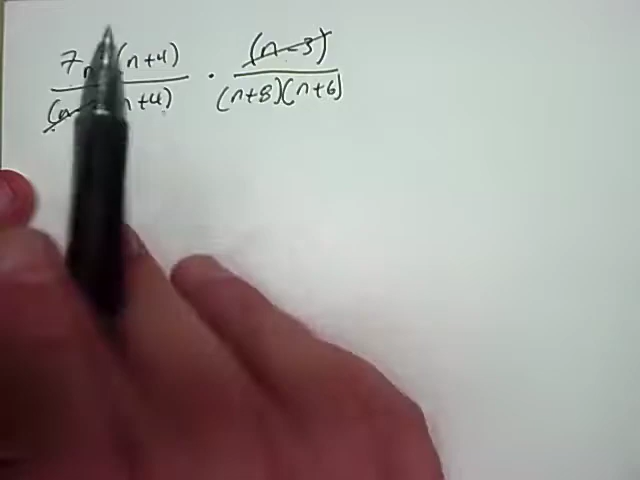 7n (n+4) · (n-3)
(n n+4) (n+8)(n+6)